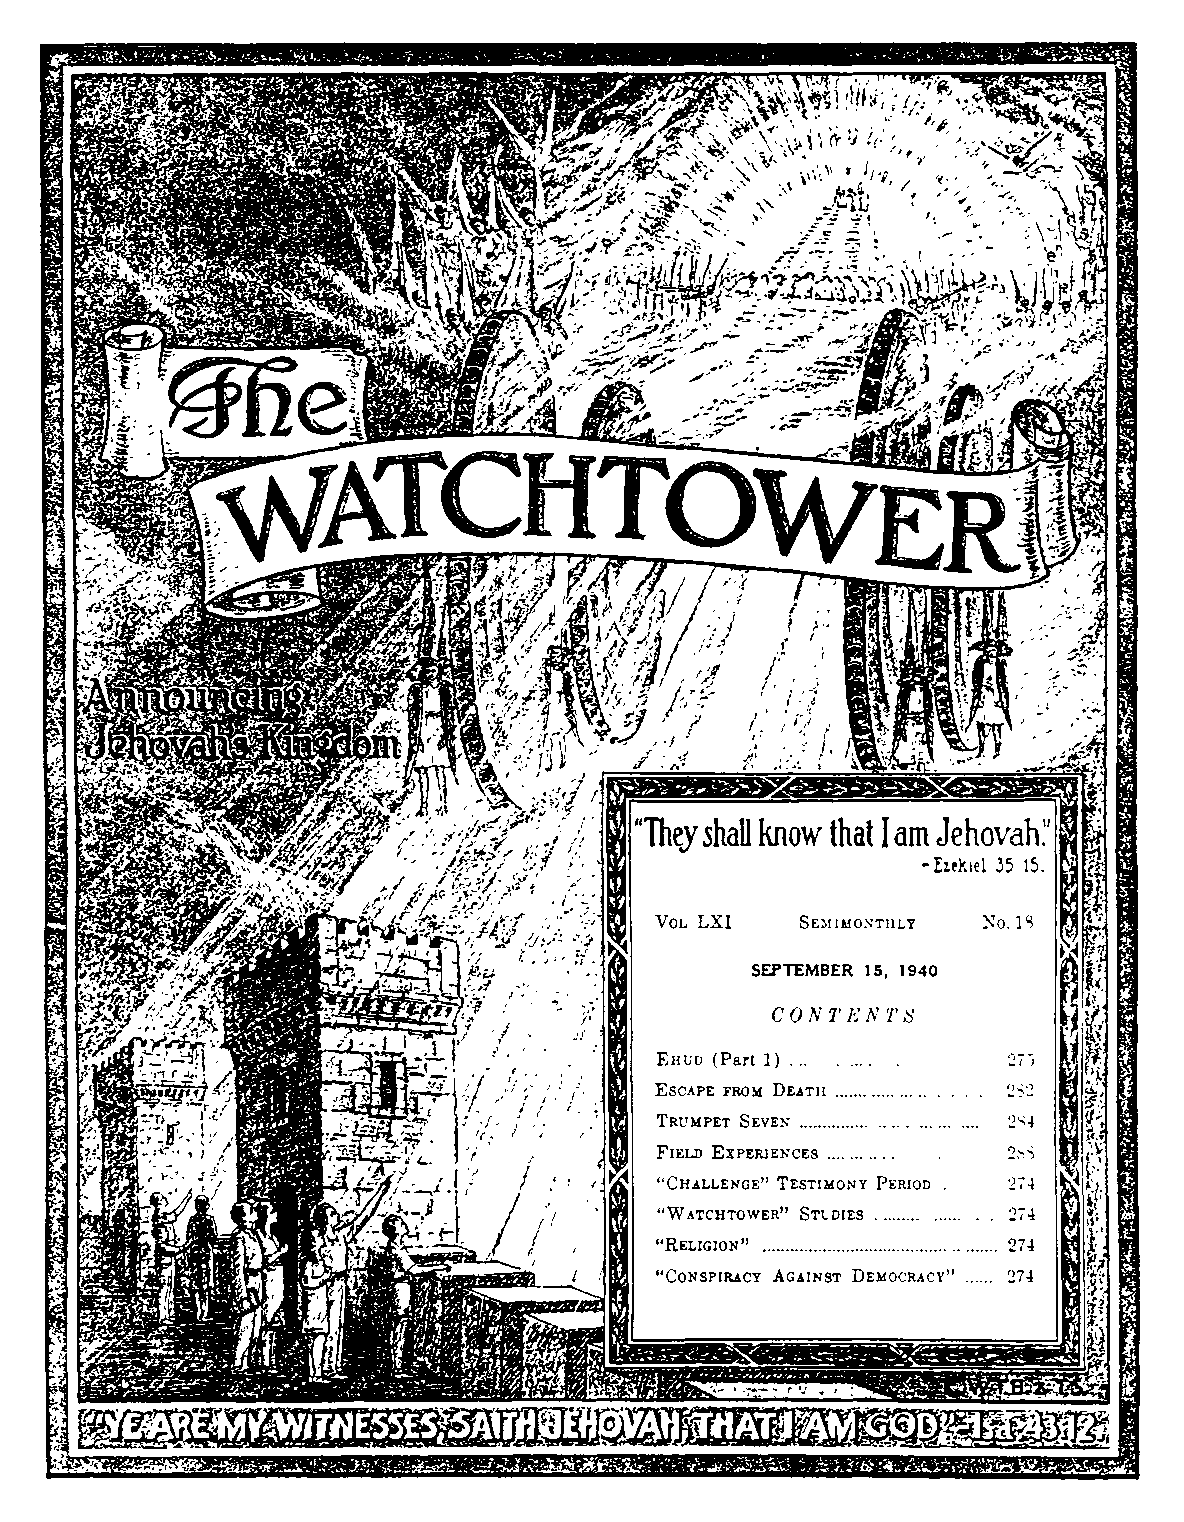 The
WATCHTOWER
Announcing
Jehovah's Kingdom
"They shall know that I am Jehovah."
- Ezekiel 35 15.
VOL LXI SEMIMONTHLY No. 18
SEPTEMBER 15, 1940
CONTENTS
EHUD (Part 1) . . . . . . . . . 275
ESCAPE FROM DEATH .................. 282
TRUMPET SEVEN .................. 284
FIELD EXPERIENCES ............ 288
"CHALLENGE" TESTIMONY PERIOD . 274
"WATCHTOWER" STUDIES .............. 274
"RELIGION" .................................. 274
"CONSPIRACY AGAINST DEMOCRACY" ...... 274
"YE ARE MY WITNESSES, SAITH JEHOVAH, THAT I AM GOD."-Isa. 43:12.